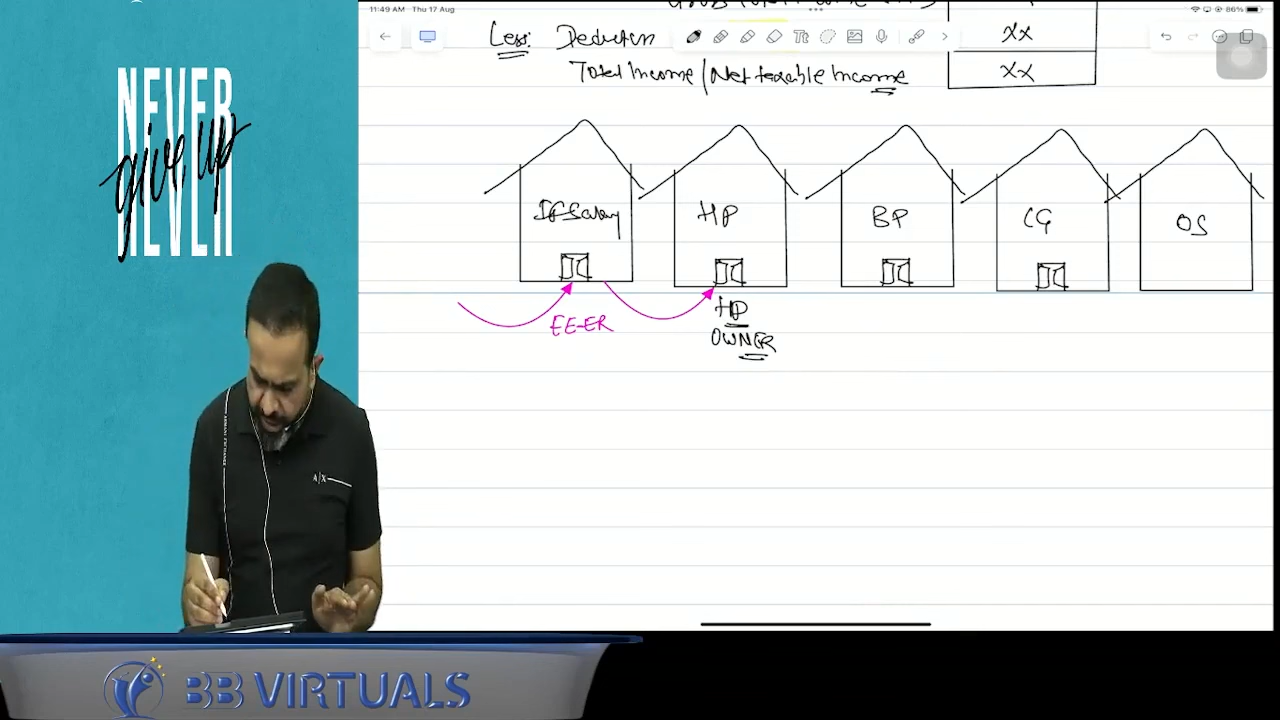 11:49 AM Thu 17 Aug
86%
Less: Deduction xx
Total Income/Net taxable Income xx
NEVER
give up
NEVER
IF Salary HP BP CG OS
EE-ER
HP
OWNER
A|X
BB VIRTUALS